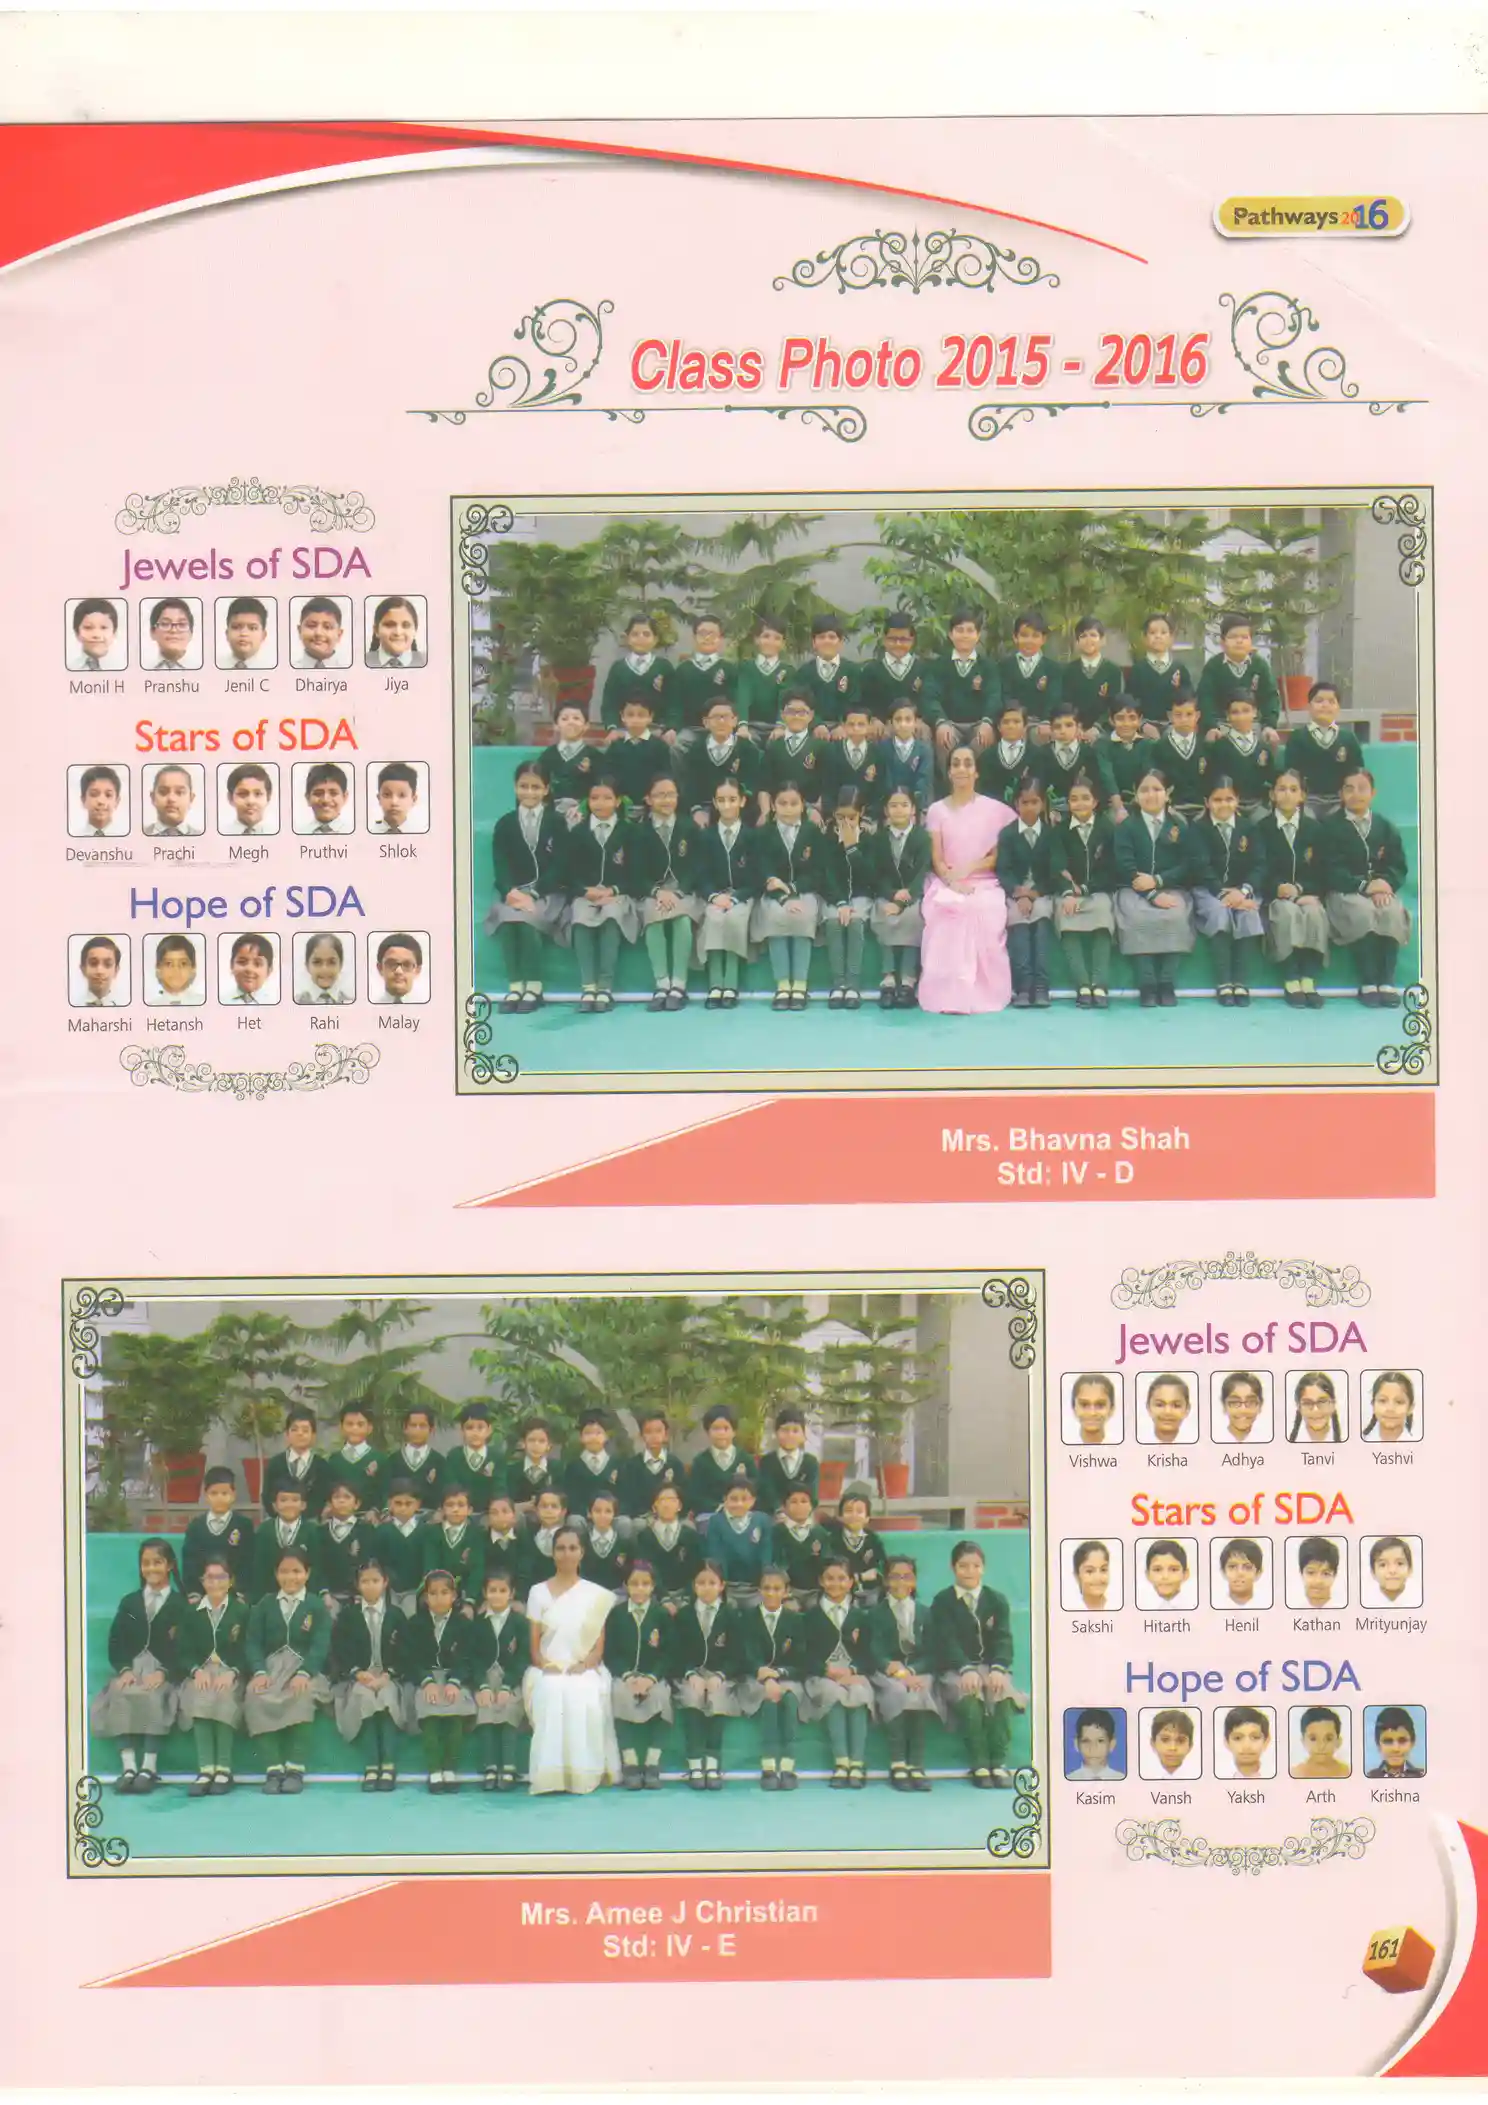 Pathways 2016
Class Photo 2015 - 2016
Jewels of SDA
Monil H Pranshu Jenil C Dhairya Jiya
Stars of SDA
Devanshu Prachi Megh Pruthvi Shlok
Hope of SDA
Maharshi Hetansh Het Rahi Malay
Mrs. Bhavna Shah
Std: IV - D
Jewels of SDA
Vishwa Krisha Adhya Tanvi Yashvi
Stars of SDA
Sakshi Hitarth Henil Kathan Mrityunjay
Hope of SDA
Kasim Vansh Yaksh Arth Krishna
Mrs. Amee J Christian
Std: IV - E
161